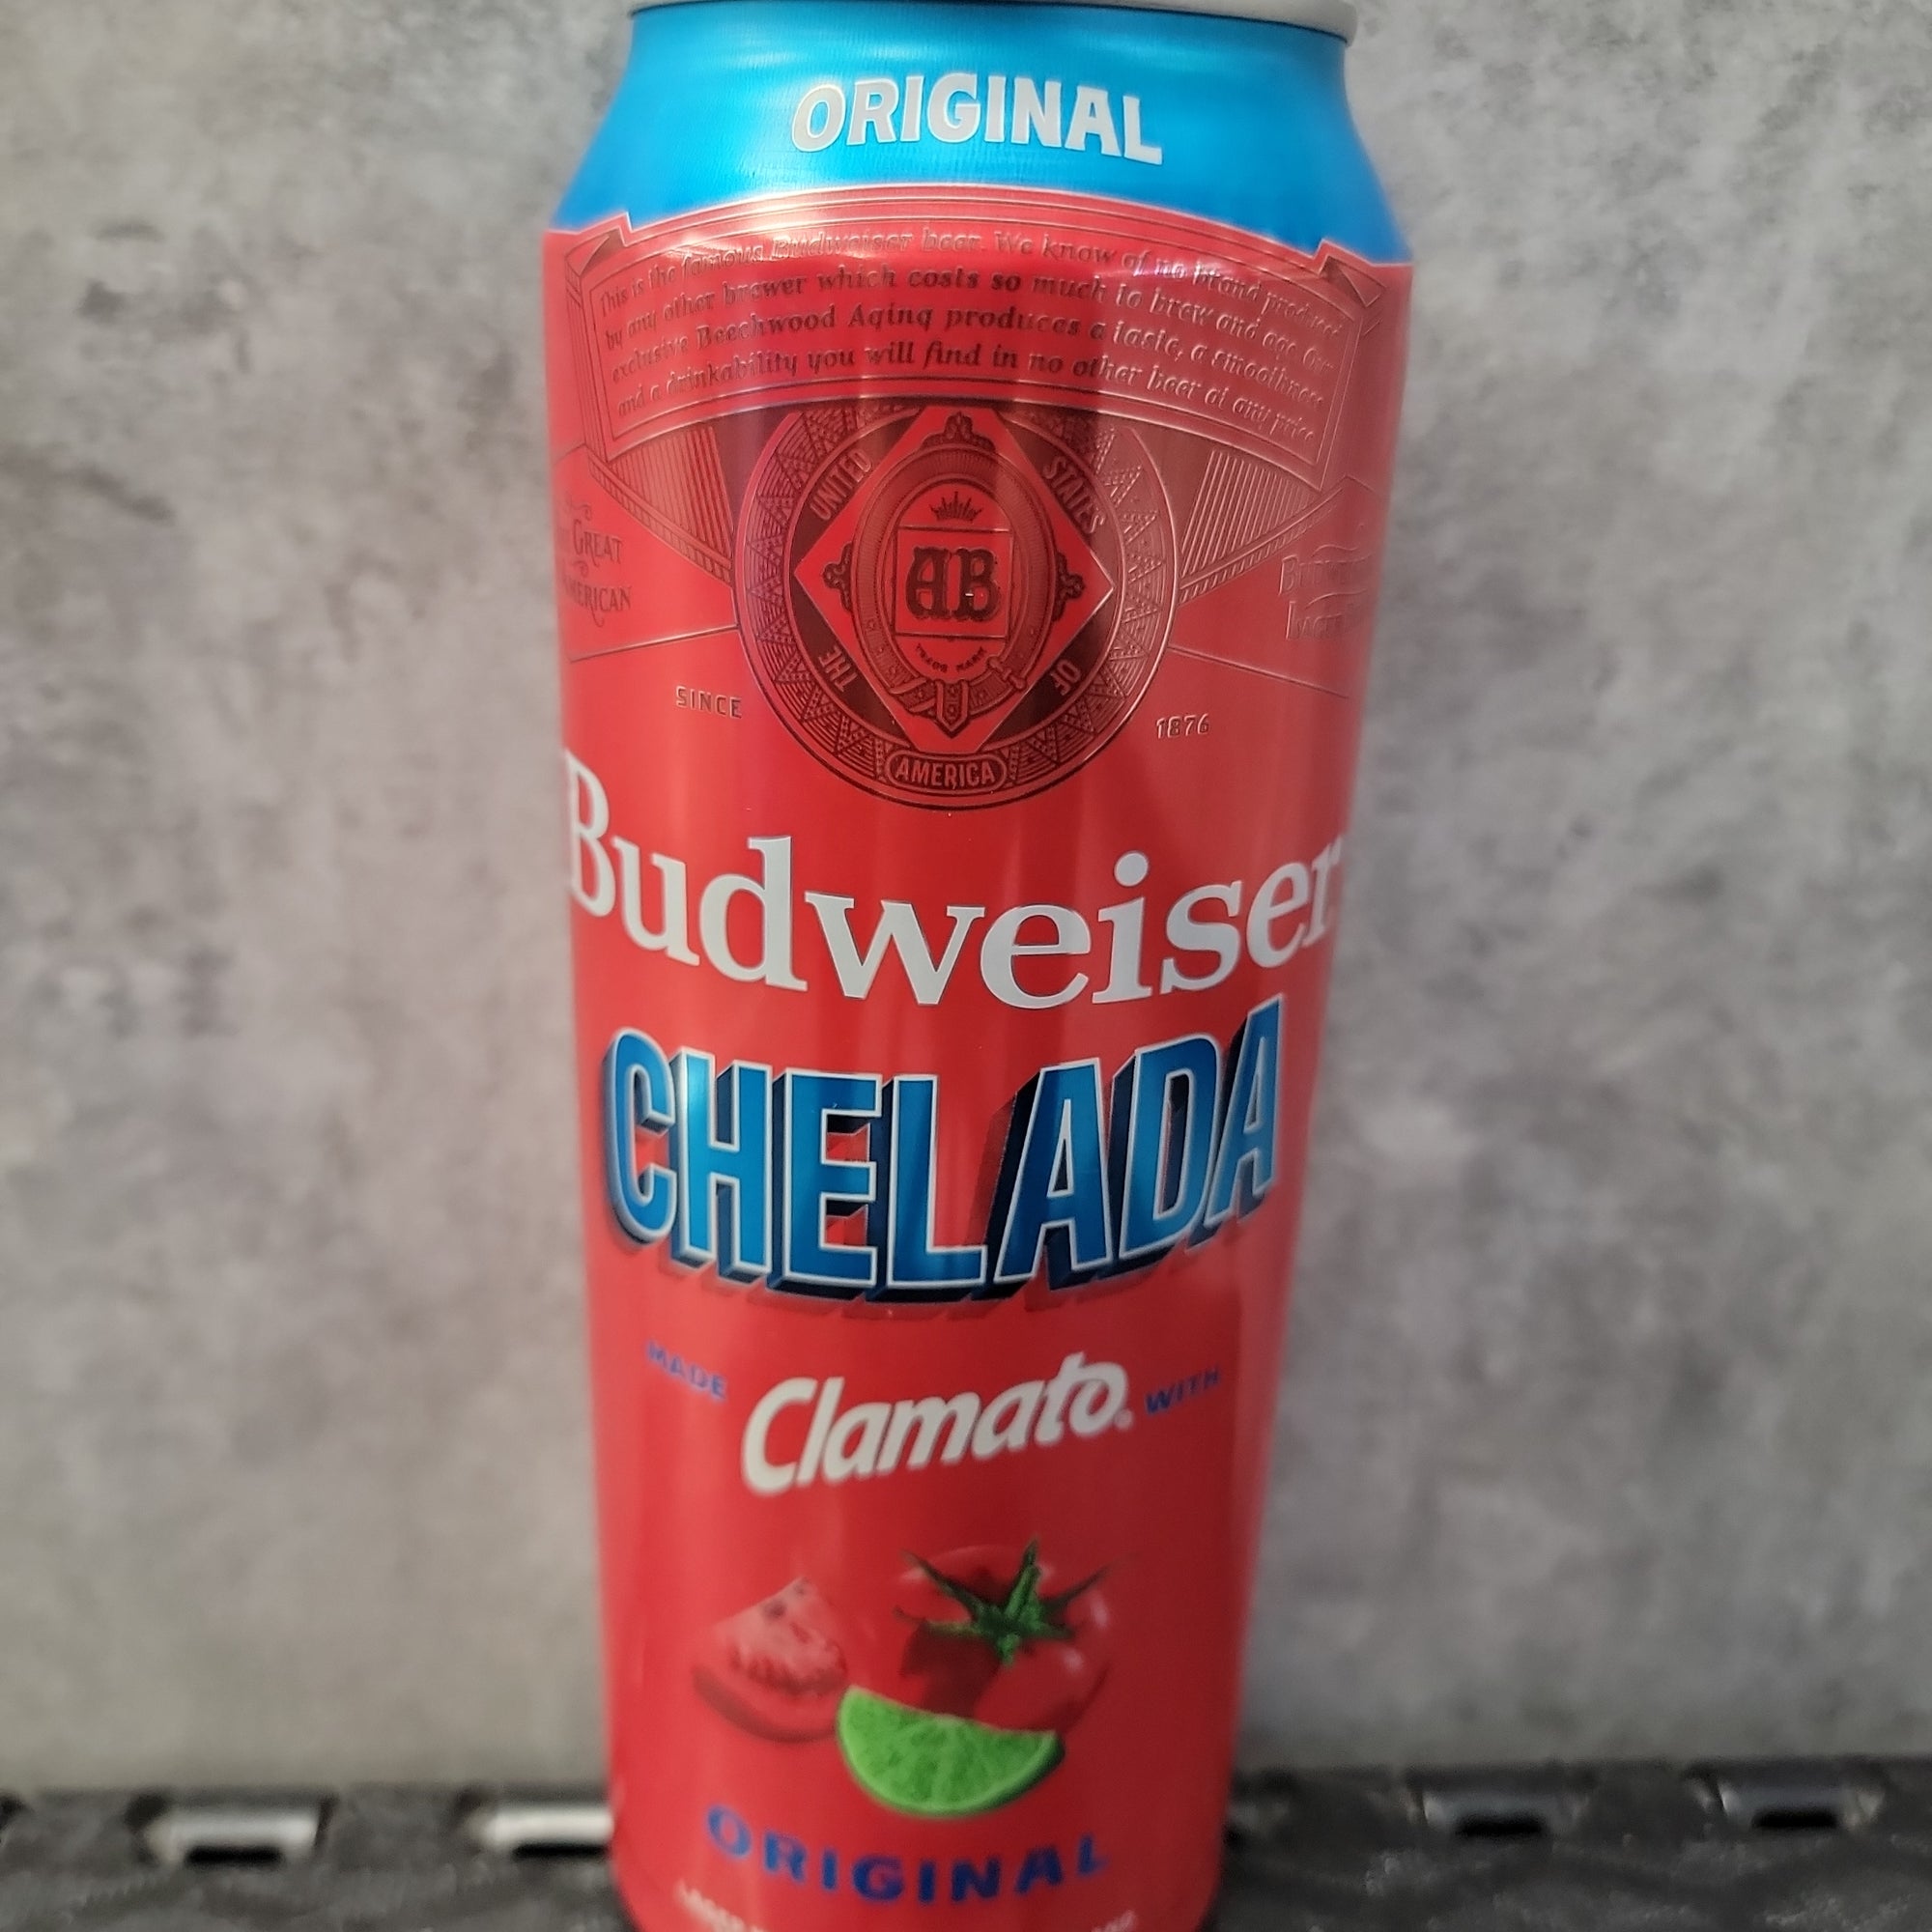 ORIGINAL
This is the famous Budweiser beer. We know of no brand produced
by any other brewer which costs so much to brew and age. Our
exclusive Beechwood Aging produces a taste, a smoothness
and a drinkability you will find in no other beer at any price.
UNITED STATES
GREAT
AMERICAN
AB
TRADE MARK
THE OF
SINCE 1876
AMERICA
Budweiser
CHELADA
MADE WITH
Clamato
ORIGINAL